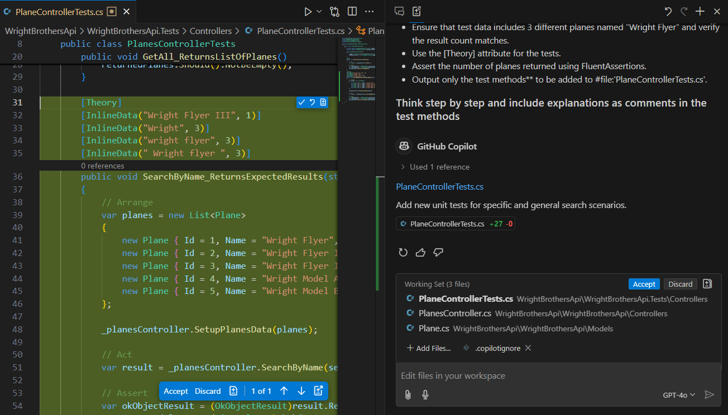 PlaneControllerTests.cs
WrightBrothersApi > WrightBrothersApi.Tests > Controllers > PlaneControllerTests.cs > Plan
8 public class PlanesControllerTests
20 public void GetAll_ReturnsListOfPlanes()
returnedPlanes.Should().NotBeEmpty();
29 }
30
31 [Theory]
32 [InlineData("Wright Flyer III", 1)]
33 [InlineData("Wright", 3)]
34 [InlineData("wright flyer", 3)]
35 [InlineData(" Wright flyer ", 3)]
0 references
36 public void SearchByName_ReturnsExpectedResults(st
37 {
38 // Arrange
39 var planes = new List<Plane>
40 {
41 new Plane { Id = 1, Name = "Wright Flyer",
42 new Plane { Id = 2, Name = "Wright Flyer I
43 new Plane { Id = 3, Name = "Wright Flyer I
44 new Plane { Id = 4, Name = "Wright Model A
45 new Plane { Id = 5, Name = "Wright Model B
46 };
47
48 _planesController.SetupPlanesData(planes);
49
50 // Act
51 var result = _planesController.SearchByName(se
52
53 // Assert
54 var okObjectResult = (OkObjectResult)result.Re
Accept Discard 1 of 1
• Ensure that test data includes 3 different planes named "Wright Flyer" and verify
the result count matches.
• Use the [Theory] attribute for the tests.
• Assert the number of planes returned using FluentAssertions.
• Output only the test methods** to be added to #file:'PlaneControllerTests.cs'.
Think step by step and include explanations as comments in the
test methods
GitHub Copilot
> Used 1 reference
PlaneControllerTests.cs
Add new unit tests for specific and general search scenarios.
PlaneControllerTests.cs +27 -0
Working Set (3 files) Accept Discard
PlaneControllerTests.cs WrightBrothersApi\WrightBrothersApi.Tests\Controllers
PlanesController.cs WrightBrothersApi\WrightBrothersApi\Controllers
Plane.cs WrightBrothersApi\WrightBrothersApi\Models
+ Add Files... .copilotignore
Edit files in your workspace
GPT-4o